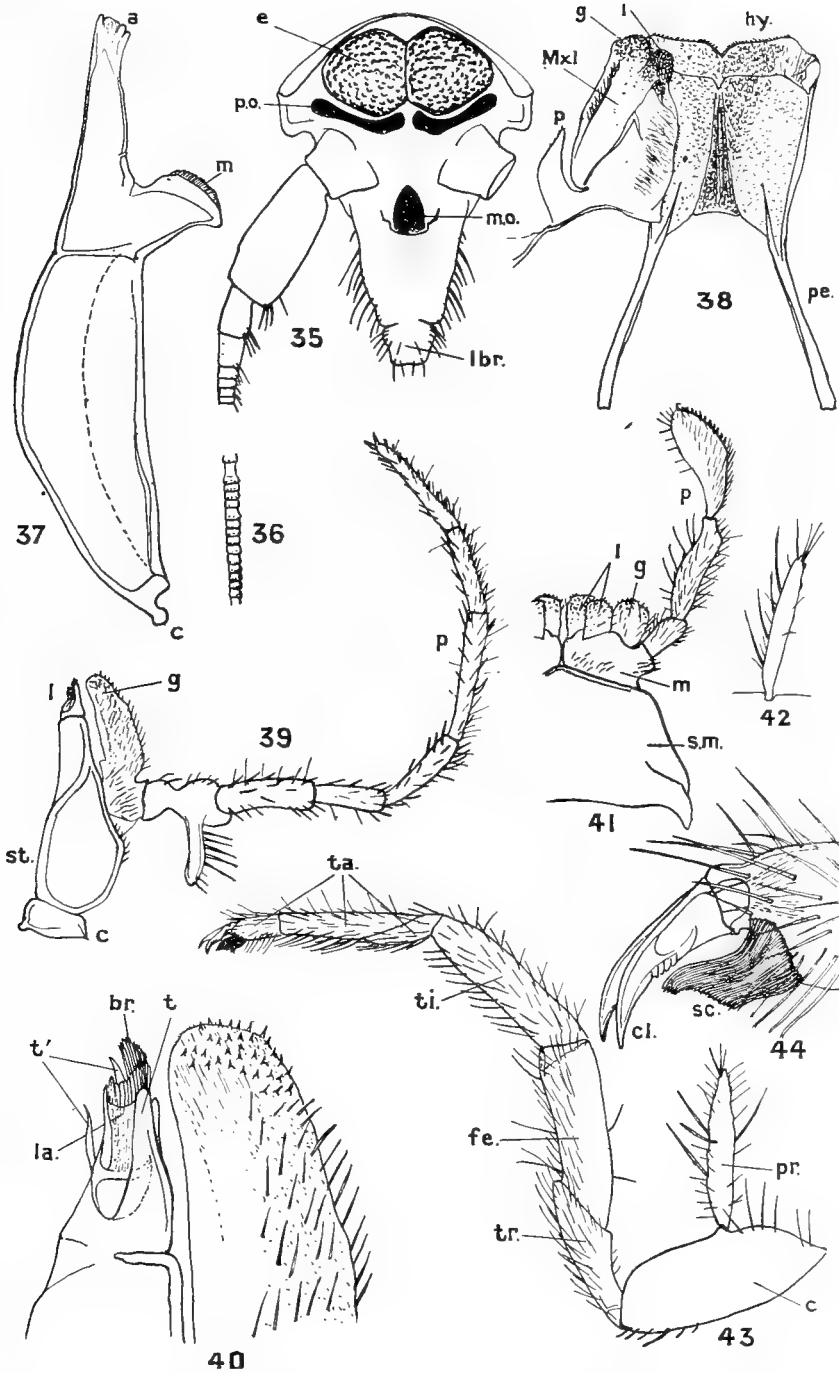 a
e
p.o.
m
g
l
hy.
Mxl
p
m.o.
pe.
38
35
lbr.
37
36
c
p
l
g
m
42
s.m.
41
l
g
39
p
st.
c
ta.
ti.
cl.
sc.
44
br.
t
t'
la.
fe.
pr.
tr.
c
43
40